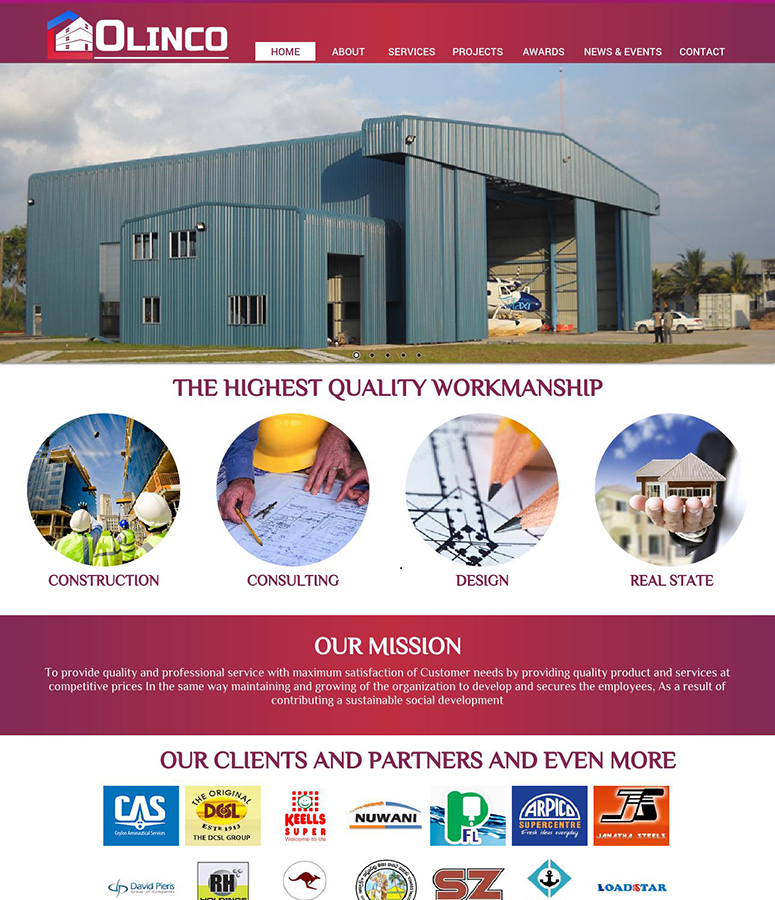 OLINCO
HOME ABOUT SERVICES PROJECTS AWARDS NEWS & EVENTS CONTACT
THE HIGHEST QUALITY WORKMANSHIP
CONSTRUCTION CONSULTING DESIGN REAL STATE
OUR MISSION
To provide quality and professional service with maximum satisfaction of Customer needs by providing quality product and services at
competitive prices In the same way maintaining and growing of the organization to develop and secures the employees, As a result of
contributing a sustainable social development
OUR CLIENTS AND PARTNERS AND EVEN MORE
CAS
Ceylon Aeronautical Services
THE ORIGINAL
DCSL
ESTD 1913
THE DCSL GROUP
KEELLS
SUPER
Welcome to life
NUWANI
P
FL
ARPICO
SUPERCENTRE
Fresh ideas everyday
JS
JANATHA STEELS
David Pieris
Group of Companies
RH
HOLDINGS
SZ
LOADSTAR